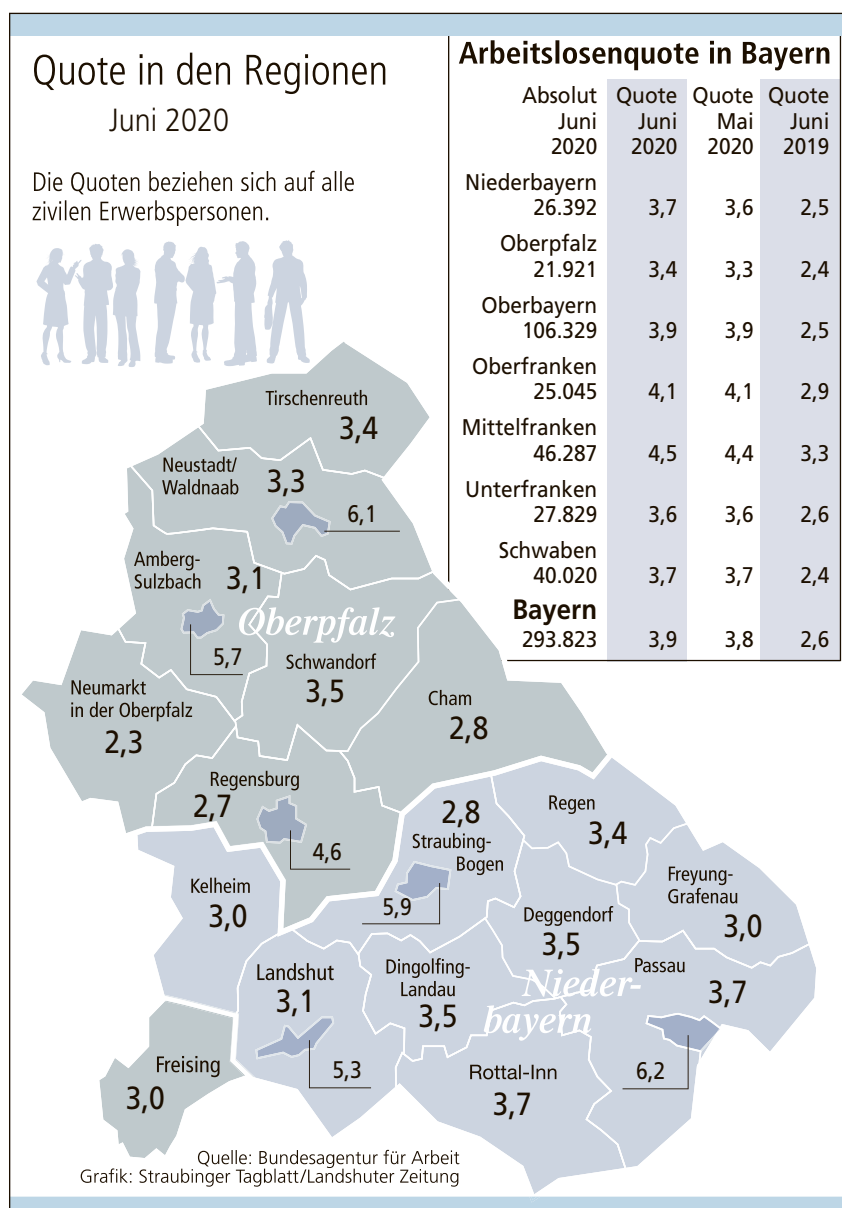 Quote in den Regionen
Juni 2020
Die Quoten beziehen sich auf alle
zivilen Erwerbspersonen.
Arbeitslosenquote in Bayern
Absolut Quote Quote Quote
Juni Juni Mai Juni
2020 2020 2020 2019
Niederbayern
26.392 3,7 3,6 2,5
Oberpfalz
21.921 3,4 3,3 2,4
Oberbayern
106.329 3,9 3,9 2,5
Oberfranken
25.045 4,1 4,1 2,9
Mittelfranken
46.287 4,5 4,4 3,3
Unterfranken
27.829 3,6 3,6 2,6
Schwaben
40.020 3,7 3,7 2,4
Bayern
293.823 3,9 3,8 2,6
Tirschenreuth
3,4
Neustadt/
Waldnaab
3,3
6,1
Amberg-
Sulzbach
3,1
5,7
Oberpfalz
Schwandorf
3,5
Neumarkt
in der Oberpfalz
2,3
Cham
2,8
Regensburg
2,7
4,6
2,8
Straubing-
Bogen
5,9
Regen
3,4
Kelheim
3,0
Freyung-
Grafenau
3,0
Deggendorf
3,5
Landshut
3,1
5,3
Dingolfing-
Landau
3,5
Nieder-
bayern
Passau
3,7
6,2
Freising
3,0
Rottal-Inn
3,7
Quelle: Bundesagentur für Arbeit
Grafik: Straubinger Tagblatt/Landshuter Zeitung